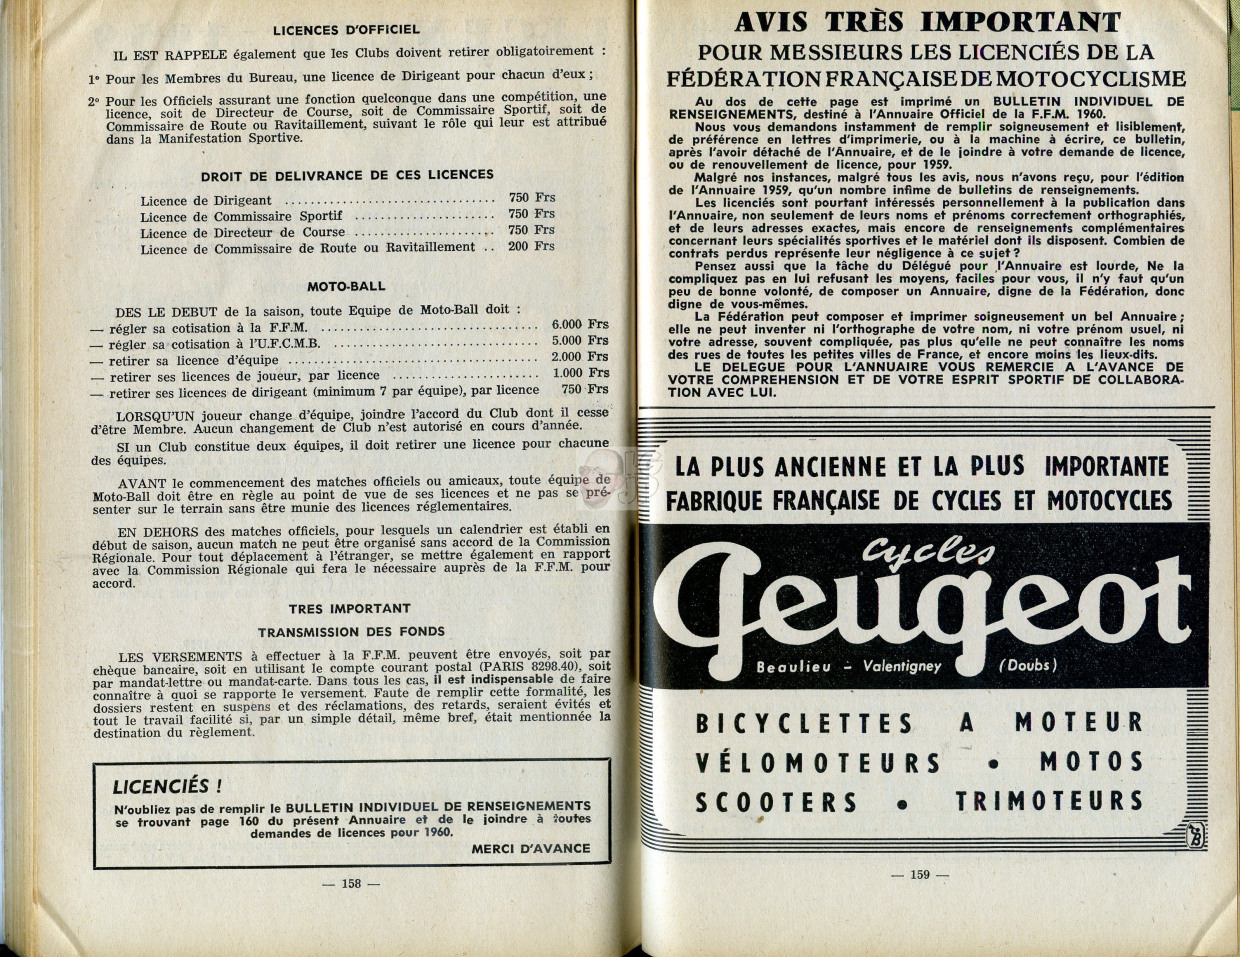 LICENCES D'OFFICIEL
IL EST RAPPELE également que les Clubs doivent retirer obligatoirement :
1° Pour les Membres du Bureau, une licence de Dirigeant pour chacun d'eux ;
2° Pour les Officiels assurant une fonction quelconque dans une compétition, une
licence, soit de Directeur de Course, soit de Commissaire Sportif, soit de
Commissaire de Route ou Ravitaillement, suivant le rôle qui leur est attribué
dans la Manifestation Sportive.
DROIT DE DELIVRANCE DE CES LICENCES
Licence de Dirigeant ................................ 750 Frs
Licence de Commissaire Sportif ..................... 750 Frs
Licence de Directeur de Course ..................... 750 Frs
Licence de Commissaire de Route ou Ravitaillement .. 200 Frs
MOTO-BALL
DES LE DEBUT de la saison, toute Equipe de Moto-Ball doit :
— régler sa cotisation à la F.F.M. ................................. 6.000 Frs
— régler sa cotisation à l'U.F.C.M.B. ............................... 5.000 Frs
— retirer sa licence d'équipe ...................................... 2.000 Frs
— retirer ses licences de joueur, par licence ...................... 1.000 Frs
— retirer ses licences de dirigeant (minimum 7 par équipe), par licence 750 Frs
LORSQU'UN joueur change d'équipe, joindre l'accord du Club dont il cesse
d'être Membre. Aucun changement de Club n'est autorisé en cours d'année.
SI un Club constitue deux équipes, il doit retirer une licence pour chacune
des équipes.
AVANT le commencement des matches officiels ou amicaux, toute équipe de
Moto-Ball doit être en règle au point de vue de ses licences et ne pas se pré-
senter sur le terrain sans être munie des licences réglementaires.
EN DEHORS des matches officiels, pour lesquels un calendrier est établi en
début de saison, aucun match ne peut être organisé sans accord de la Commission
Régionale. Pour tout déplacement à l'étranger, se mettre également en rapport
avec la Commission Régionale qui fera le nécessaire auprès de la F.F.M. pour
accord.
TRES IMPORTANT
TRANSMISSION DES FONDS
LES VERSEMENTS à effectuer à la F.F.M. peuvent être envoyés, soit par
chèque bancaire, soit en utilisant le compte courant postal (PARIS 8298.40), soit
par mandat-lettre ou mandat-carte. Dans tous les cas, il est indispensable de faire
connaître à quoi se rapporte le versement. Faute de remplir cette formalité, les
dossiers restent en suspens et des réclamations, des retards, seraient évités et
tout le travail facilité si, par un simple détail, même bref, était mentionnée la
destination du règlement.
LICENCIÉS !
N'oubliez pas de remplir le BULLETIN INDIVIDUEL DE RENSEIGNEMENTS
se trouvant page 160 du présent Annuaire et de le joindre à toutes
demandes de licences pour 1960.
MERCI D'AVANCE
— 158 —
AVIS TRÈS IMPORTANT
POUR MESSIEURS LES LICENCIÉS DE LA
FÉDÉRATION FRANÇAISE DE MOTOCYCLISME
Au dos de cette page est imprimé un BULLETIN INDIVIDUEL DE
RENSEIGNEMENTS, destiné à l'Annuaire Officiel de la F.F.M. 1960.
Nous vous demandons instamment de remplir soigneusement et lisiblement,
de préférence en lettres d'imprimerie, ou à la machine à écrire, ce bulletin,
après l'avoir détaché de l'Annuaire, et de le joindre à votre demande de licence,
ou de renouvellement de licence, pour 1959.
Malgré nos instances, malgré tous les avis, nous n'avons reçu, pour l'édition
de l'Annuaire 1959, qu'un nombre infime de bulletins de renseignements.
Les licenciés sont pourtant intéressés personnellement à la publication dans
l'Annuaire, non seulement de leurs noms et prénoms correctement orthographiés,
et de leurs adresses exactes, mais encore de renseignements complémentaires
concernant leurs spécialités sportives et le matériel dont ils disposent. Combien de
contrats perdus représente leur négligence à ce sujet ?
Pensez aussi que la tâche du Délégué pour l'Annuaire est lourde, Ne la
compliquez pas en lui refusant les moyens, faciles pour vous, il n'y faut qu'un
peu de bonne volonté, de composer un Annuaire, digne de la Fédération, donc
digne de vous-mêmes.
La Fédération peut composer et imprimer soigneusement un bel Annuaire ;
elle ne peut inventer ni l'orthographe de votre nom, ni votre prénom usuel, ni
votre adresse, souvent compliquée, pas plus qu'elle ne peut connaître les noms
des rues de toutes les petites villes de France, et encore moins les lieux-dits.
LE DELEGUE POUR L'ANNUAIRE VOUS REMERCIE A L'AVANCE DE
VOTRE COMPREHENSION ET DE VOTRE ESPRIT SPORTIF DE COLLABORA-
TION AVEC LUI.
LA PLUS ANCIENNE ET LA PLUS IMPORTANTE
FABRIQUE FRANÇAISE DE CYCLES ET MOTOCYCLES
Cycles
Peugeot
Beaulieu - Valentigney (Doubs)
BICYCLETTES A MOTEUR
VÉLOMOTEURS • MOTOS
SCOOTERS • TRIMOTEURS
— 159 —